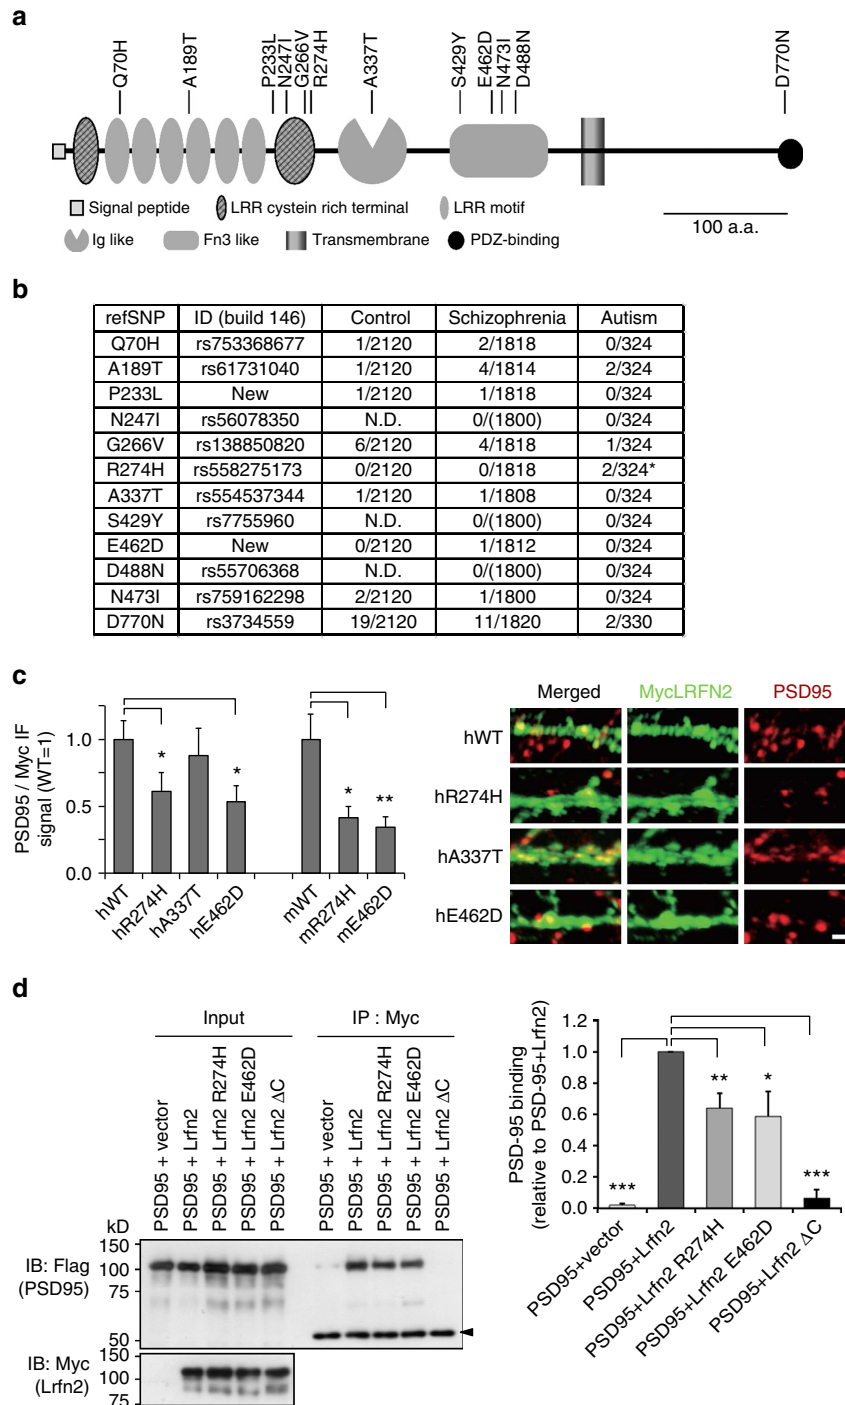 a
Q70H
A189T
P233L
N247I
G266V
R274H
A337T
S429Y
E462D
N473I
D488N
D770N
Signal peptide
LRR cystein rich terminal
LRR motif
Ig like
Fn3 like
Transmembrane
PDZ-binding
100 a.a.
b
refSNP ID (build 146) Control Schizophrenia Autism
Q70H rs753368677 1/2120 2/1818 0/324
A189T rs61731040 1/2120 4/1814 2/324
P233L New 1/2120 1/1818 0/324
N247I rs56078350 N.D. 0/(1800) 0/324
G266V rs138850820 6/2120 4/1818 1/324
R274H rs558275173 0/2120 0/1818 2/324*
A337T rs554537344 1/2120 1/1808 0/324
S429Y rs7755960 N.D. 0/(1800) 0/324
E462D New 0/2120 1/1812 0/324
D488N rs55706368 N.D. 0/(1800) 0/324
N473I rs759162298 2/2120 1/1800 0/324
D770N rs3734559 19/2120 11/1820 2/330
c
PSD95 / Myc IF
signal (WT=1)
1.0
0.5
0.0
*
*
*
**
hWT
hR274H
hA337T
hE462D
mWT
mR274H
mE462D
Merged MycLRFN2 PSD95
hWT
hR274H
hA337T
hE462D
d
Input
IP : Myc
PSD95 + vector
PSD95 + Lrfn2
PSD95 + Lrfn2 R274H
PSD95 + Lrfn2 E462D
PSD95 + Lrfn2 ΔC
PSD95 + vector
PSD95 + Lrfn2
PSD95 + Lrfn2 R274H
PSD95 + Lrfn2 E462D
PSD95 + Lrfn2 ΔC
kD
150
100
75
50
IB: Flag
(PSD95)
150
100
75
IB: Myc
(Lrfn2)
PSD-95 binding
(relative to PSD-95+Lrfn2)
1.2
1.0
0.8
0.6
0.4
0.2
0.0
***
**
*
***
PSD95+vector
PSD95+Lrfn2
PSD95+Lrfn2 R274H
PSD95+Lrfn2 E462D
PSD95+Lrfn2 ΔC